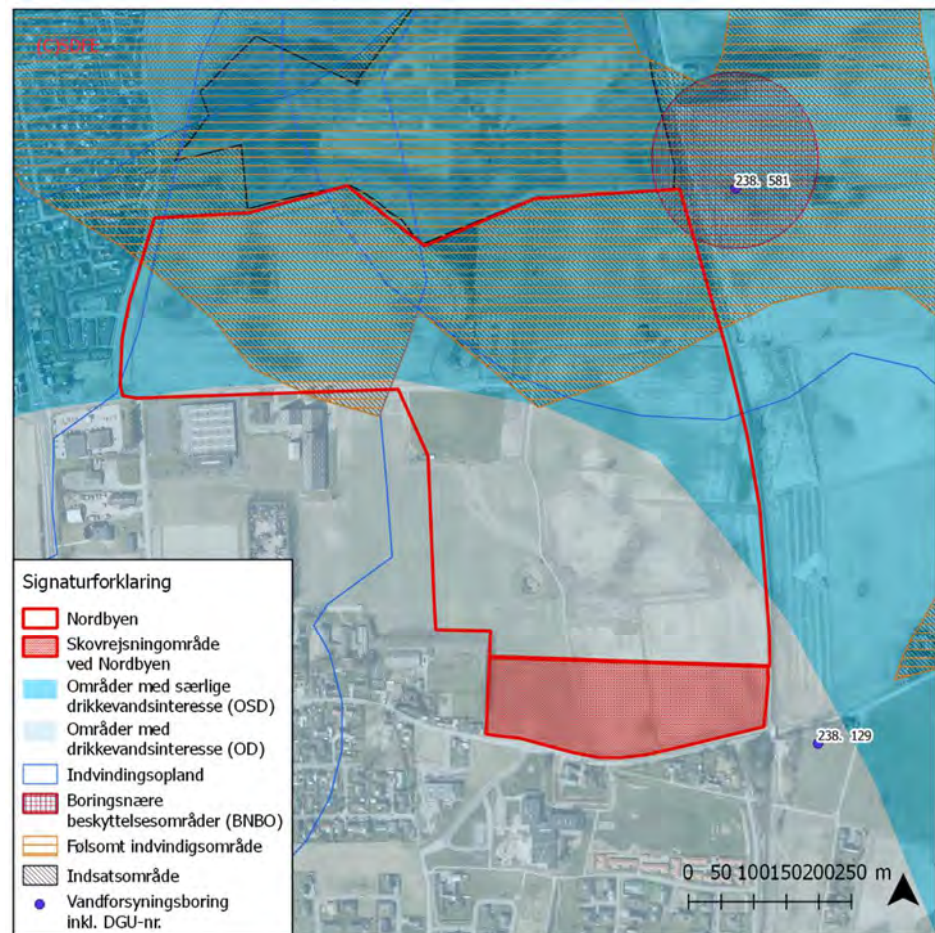 (C)SDFE
238. 581
238. 129
Signaturforklaring
Nordbyen
Skovrejsningområde
ved Nordbyen
Områder med særlige
drikkevandsinteresse (OSD)
Områder med
drikkevandsinteresse (OD)
Indvindingsopland
Boringsnære
beskyttelsesområder (BNBO)
Følsomt indvindigsområde
Indsatsområde
Vandforsyningsboring
inkl. DGU-nr.
0 50 100150200250 m